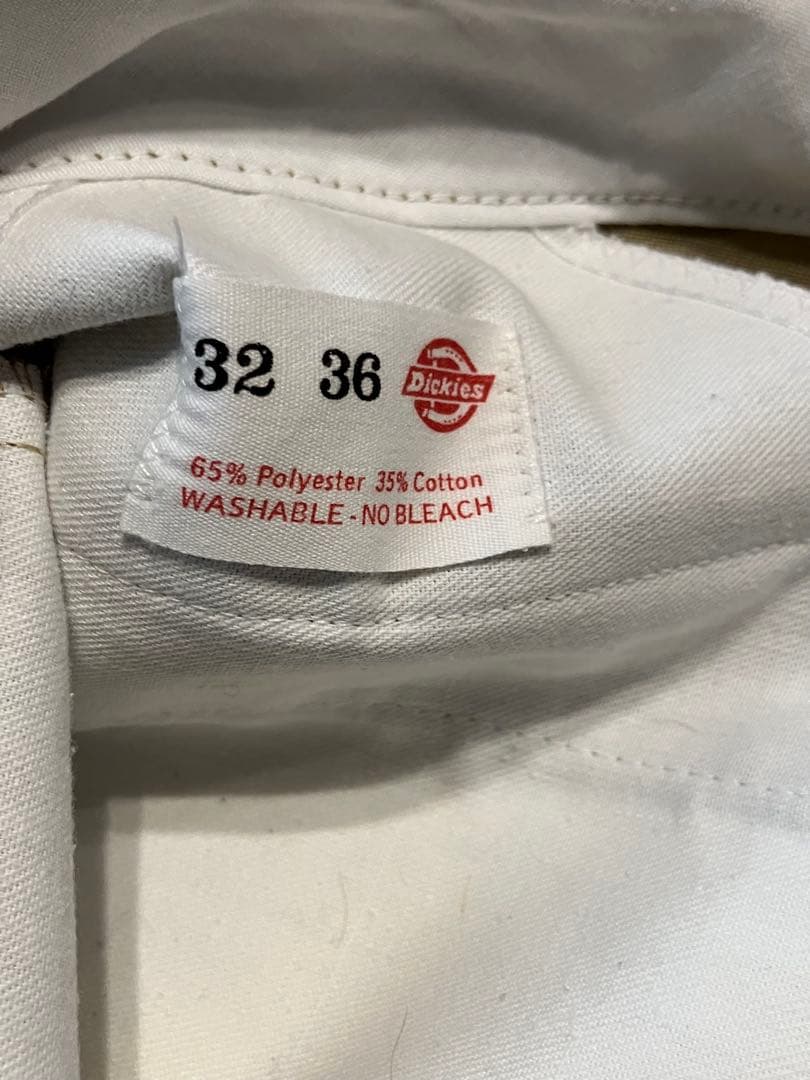 32 36 Dickies
65% Polyester 35% Cotton
WASHABLE - NO BLEACH